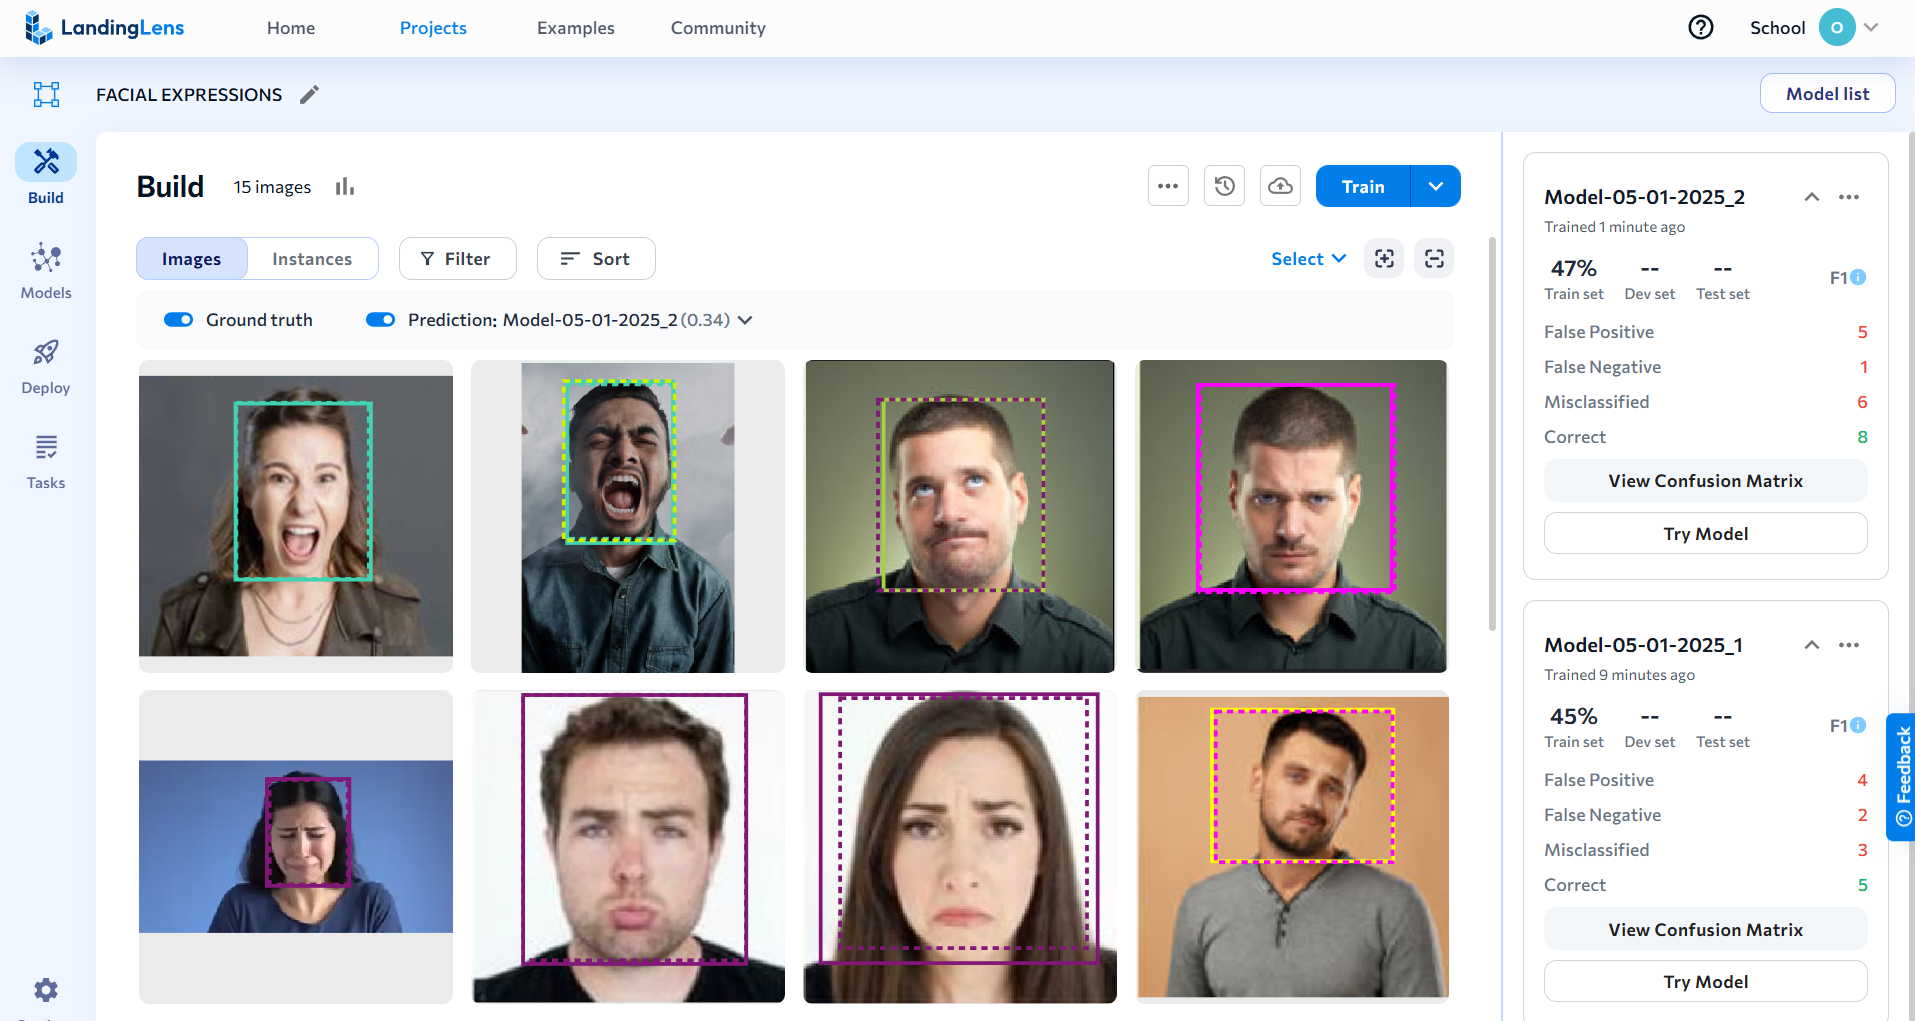 LandingLens Home Projects Examples Community School O
FACIAL EXPRESSIONS Model list
Build
Models
Deploy
Tasks
Build 15 images Train
Images Instances Filter Sort Select
Ground truth Prediction: Model-05-01-2025_2 (0.34)
Model-05-01-2025_2
Trained 1 minute ago
47% -- -- F1
Train set Dev set Test set
False Positive 5
False Negative 1
Misclassified 6
Correct 8
View Confusion Matrix
Try Model
Model-05-01-2025_1
Trained 9 minutes ago
45% -- -- F1
Train set Dev set Test set
False Positive 4
False Negative 2
Misclassified 3
Correct 5
View Confusion Matrix
Try Model
Feedback